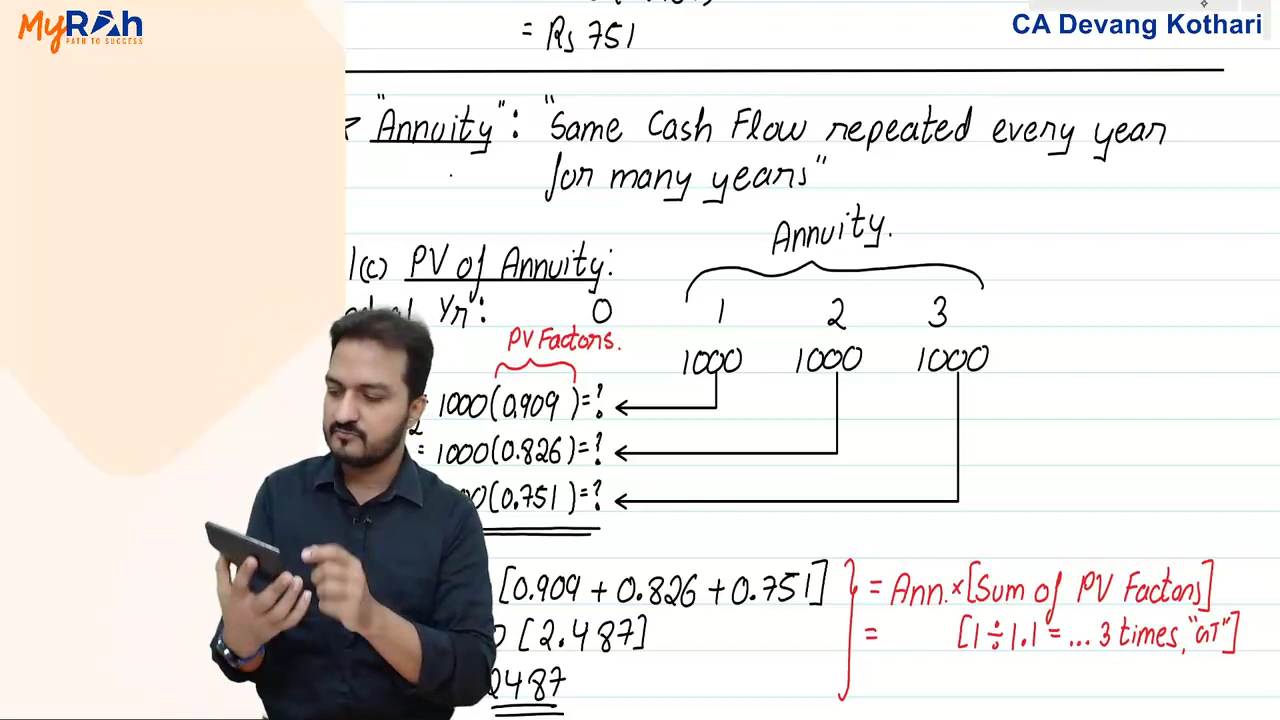 MyRah
PATH TO SUCCESS
CA Devang Kothari
= Rs 751
"Annuity": "Same Cash Flow repeated every year
for many years"
Annuity.
1(c) PV of Annuity:
Yr: 0 1 2 3
PV Factors.
1000 1000 1000
1000(0.909)=?
2
= 1000(0.826)=?
(0.751)=?
[0.909 + 0.826 + 0.751] = Ann.×[Sum of PV Factors]
[2.487] = [1÷1.1 = ... 3 times, "GT"]
2487